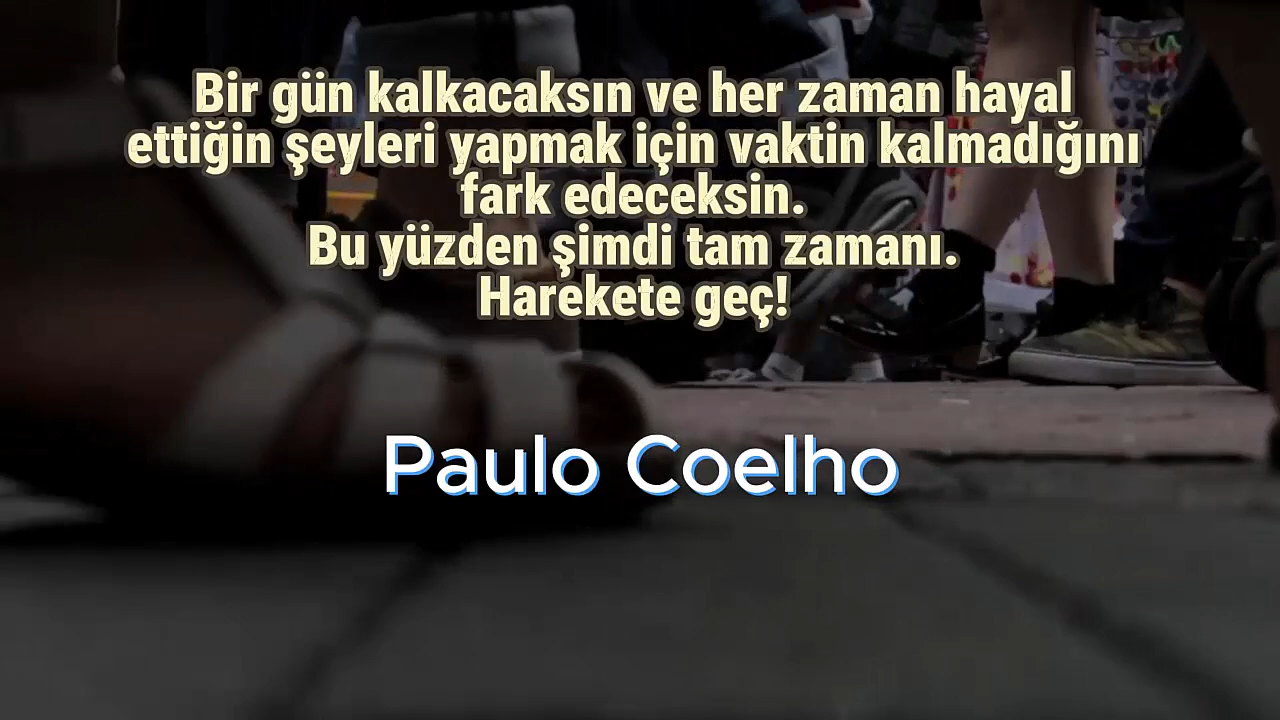 Bir gün kalkacaksın ve her zaman hayal
ettiğin şeyleri yapmak için vaktin kalmadığını
fark edeceksin.
Bu yüzden şimdi tam zamanı.
Harekete geç!
Paulo Coelho